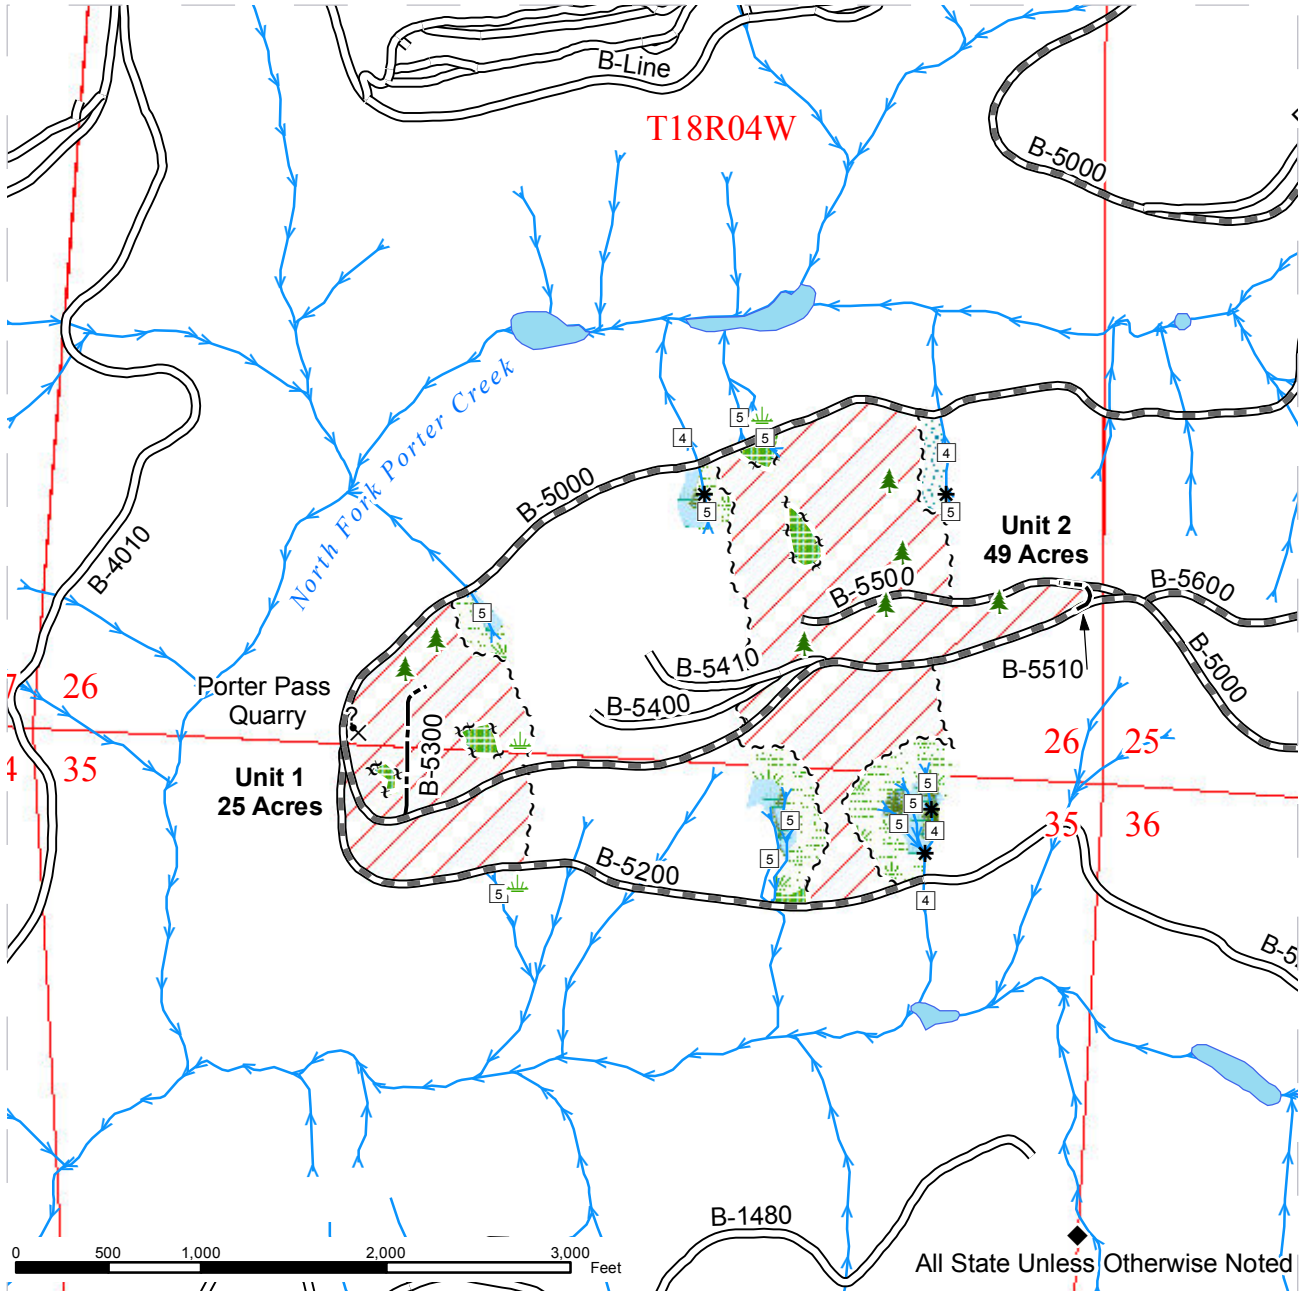 B-Line
T18R04W
B-5000
North Fork Porter Creek
5
4
5
4
B-5000
5
5
Unit 2
49 Acres
B-4010
B-5500
B-5600
5
B-5410
B-5510
B-5000
26
Porter Pass
Quarry
B-5400
?
B-5300
26
25
35
Unit 1
25 Acres
5
5
5
5
4
35
36
5
B-5200
5
4
B-5
B-1480
0
500
1,000
2,000
3,000
Feet
All State Unless Otherwise Noted